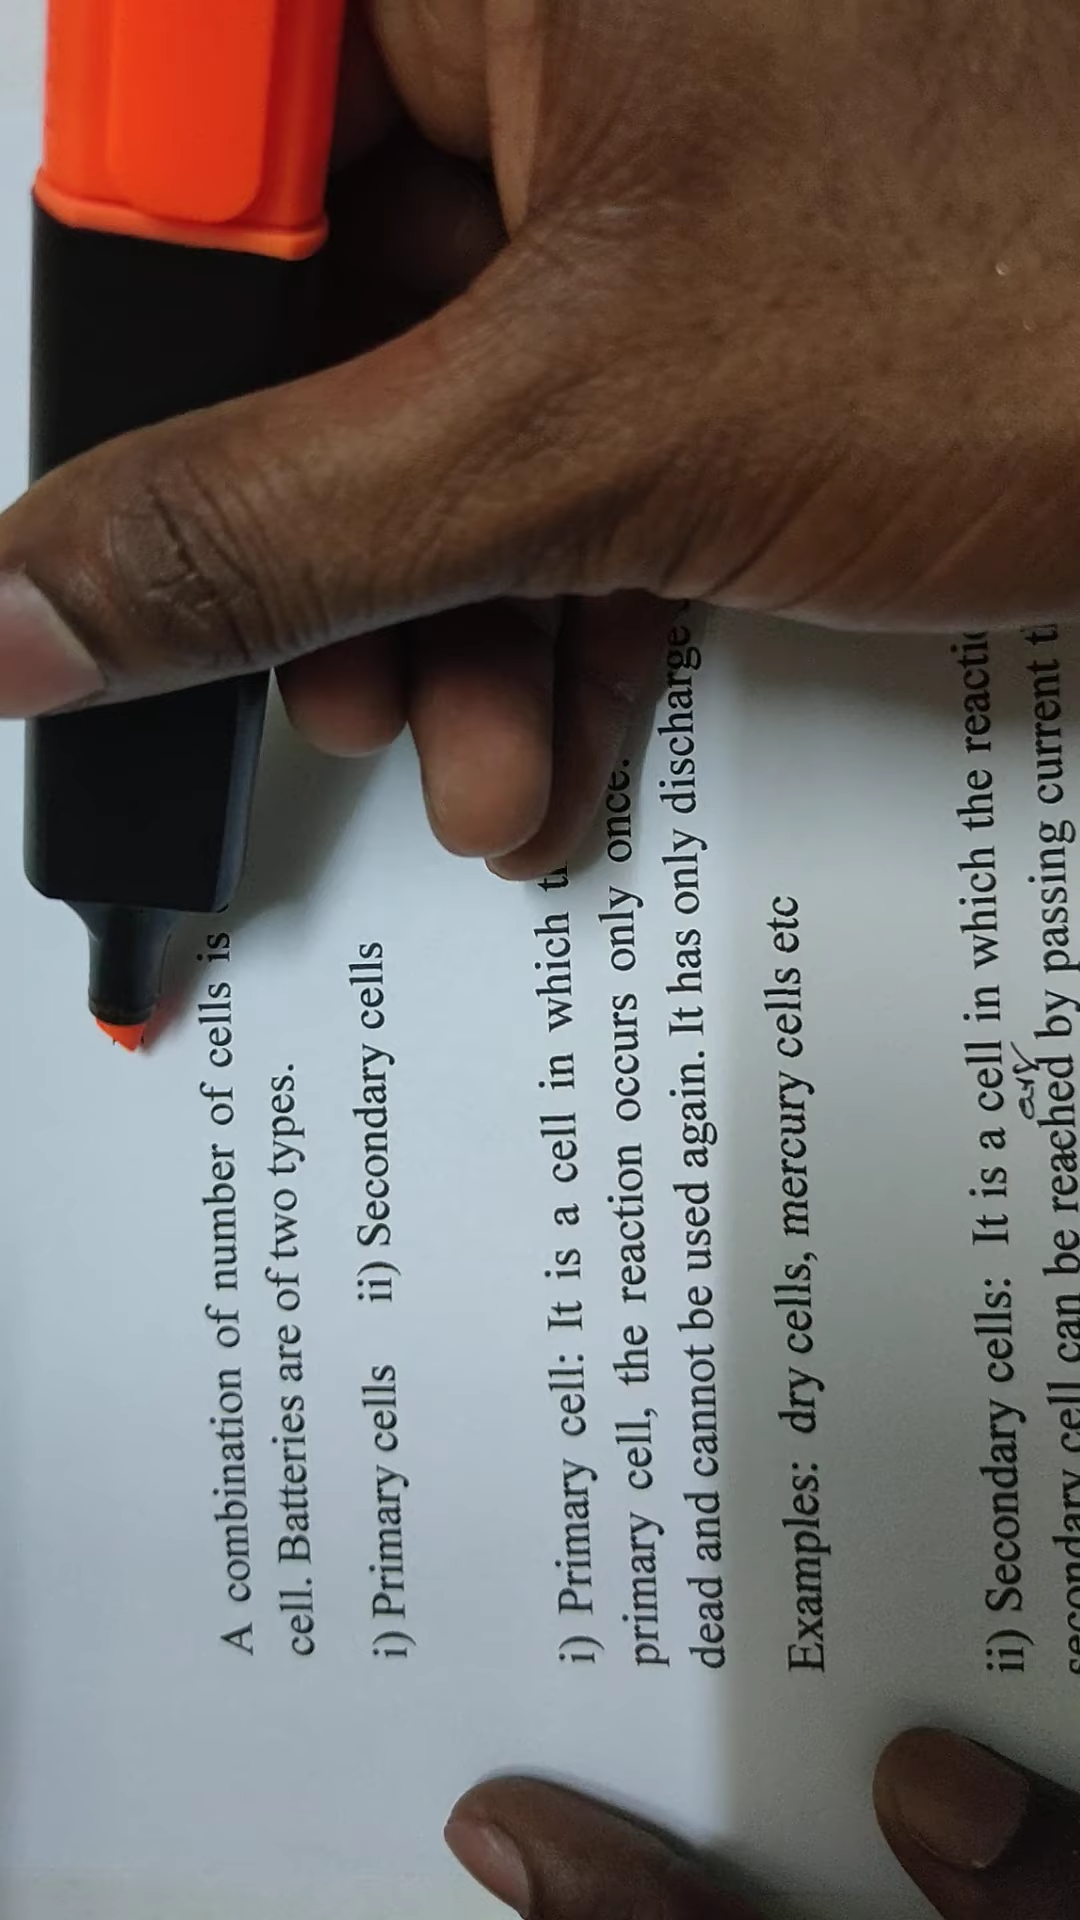 A combination of number of cells is
cell. Batteries are of two types.
i) Primary cells ii) Secondary cells
i) Primary cell: It is a cell in which
primary cell, the reaction occurs only once.
dead and cannot be used again. It has only discharge
Examples: dry cells, mercury cells etc
ii) Secondary cells: It is a cell in which the
secondary cell can be reached by passing current